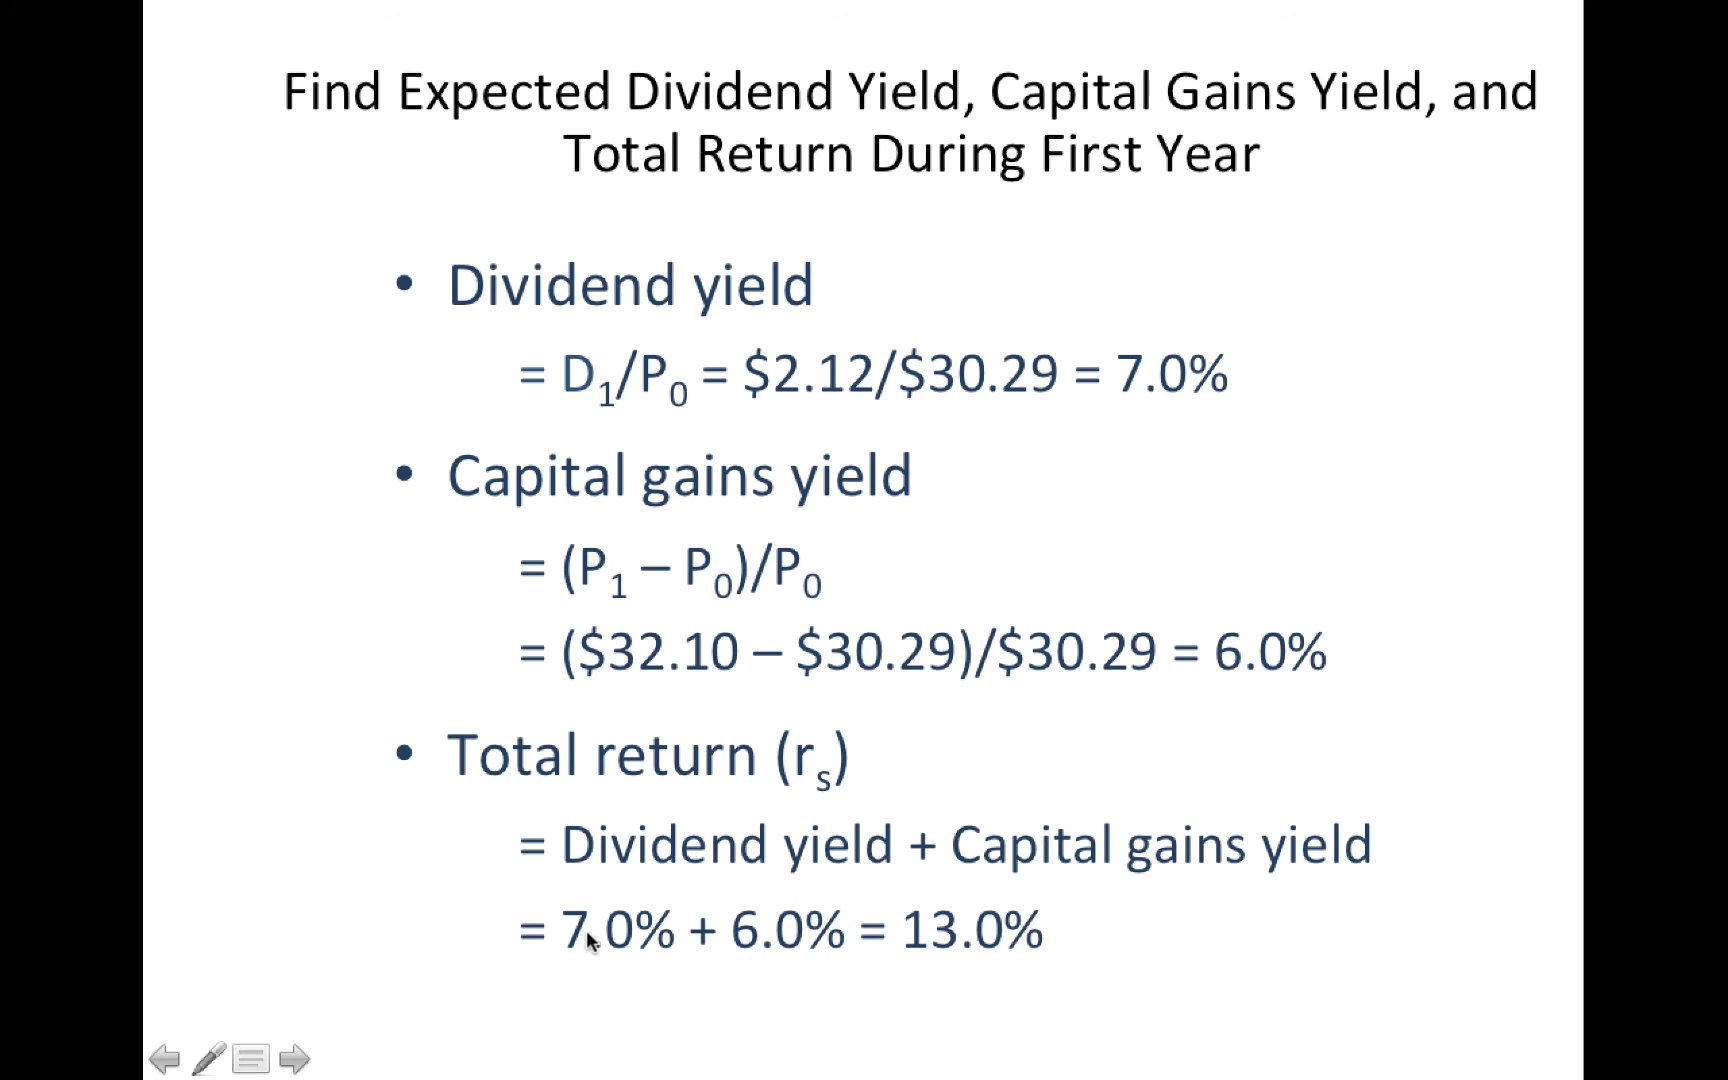 Find Expected Dividend Yield, Capital Gains Yield, and
Total Return During First Year
• Dividend yield
= D₁/P₀ = $2.12/$30.29 = 7.0%
• Capital gains yield
= (P₁ – P₀)/P₀
= ($32.10 – $30.29)/$30.29 = 6.0%
• Total return (rₛ)
= Dividend yield + Capital gains yield
= 7.0% + 6.0% = 13.0%